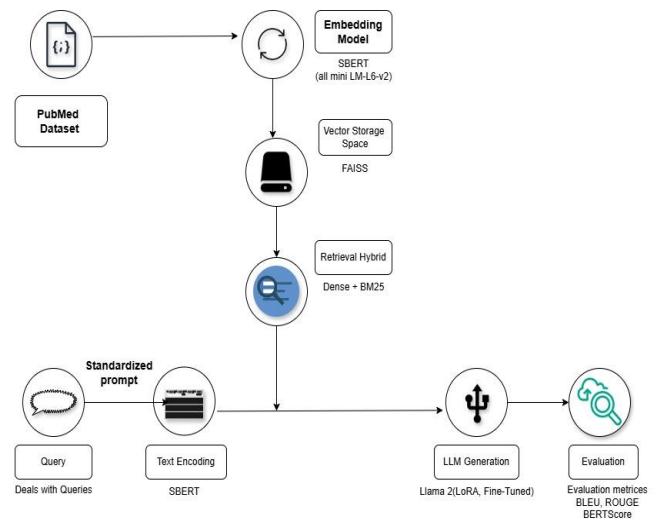 {;}
Embedding
Model
SBERT
(all mini LM-L6-v2)
PubMed
Dataset
Vector Storage
Space
FAISS
Retrieval Hybrid
Dense + BM25
Standardized
prompt
Query
Deals with Queries
Text Encoding
SBERT
LLM Generation
Llama 2(LoRA, Fine-Tuned)
Evaluation
Evaluation metrices
BLEU, ROUGE
BERTScore